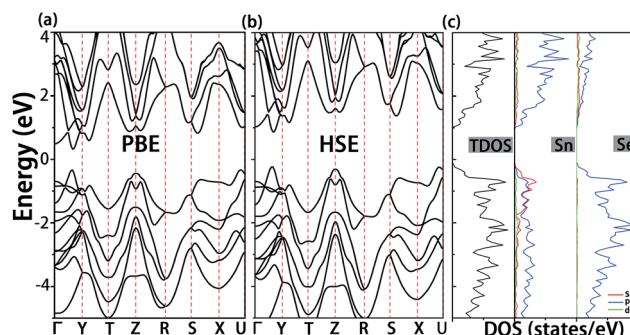 (a) (b) (c)
4
2
0
-2
-4
Energy (eV)
PBE HSE TDOS Sn Se
s
p
d
Γ Y T Z R S X U Γ Y T Z R S X U DOS (states/eV)